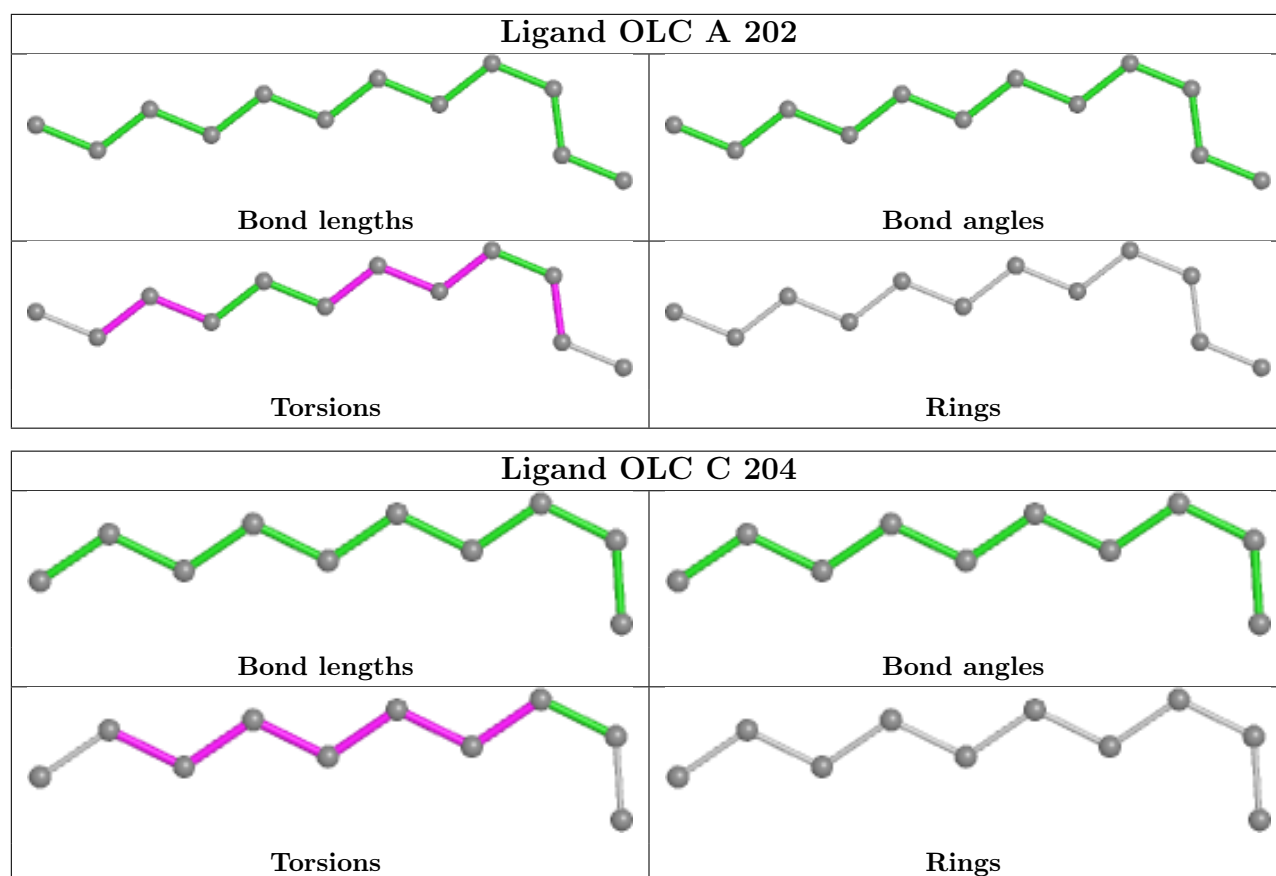 Ligand OLC A 202
Bond lengths
Bond angles
Torsions
Rings
Ligand OLC C 204
Bond lengths
Bond angles
Torsions
Rings